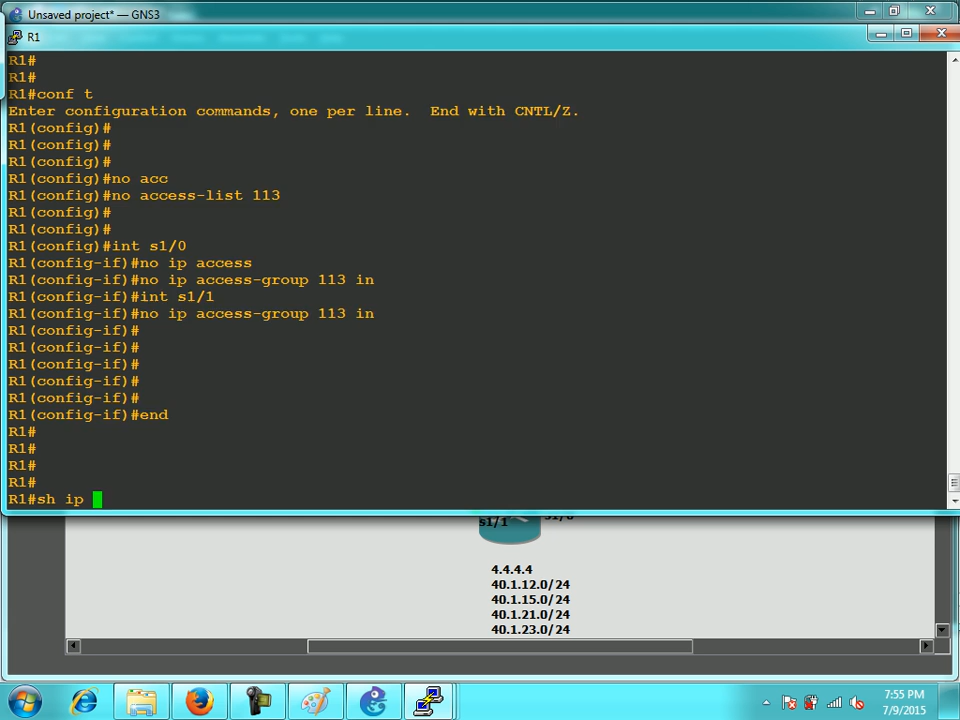 Unsaved project* — GNS3
R1
R1#
R1#
R1#conf t
Enter configuration commands, one per line.  End with CNTL/Z.
R1(config)#
R1(config)#
R1(config)#
R1(config)#no acc
R1(config)#no access-list 113
R1(config)#
R1(config)#
R1(config)#int s1/0
R1(config-if)#no ip access
R1(config-if)#no ip access-group 113 in
R1(config-if)#int s1/1
R1(config-if)#no ip access-group 113 in
R1(config-if)#
R1(config-if)#
R1(config-if)#
R1(config-if)#
R1(config-if)#
R1(config-if)#end
R1#
R1#
R1#
R1#
R1#sh ip
s1/1
4.4.4.4
40.1.12.0/24
40.1.15.0/24
40.1.21.0/24
40.1.23.0/24
7:55 PM
7/9/2015